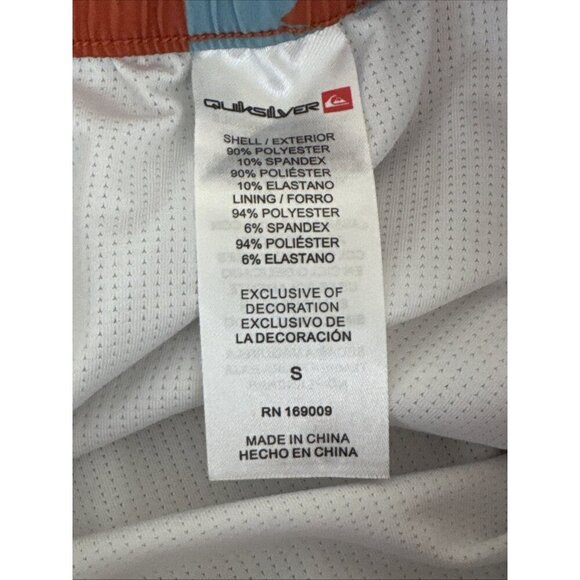 QUIKSILVER
SHELL / EXTERIOR
90% POLYESTER
10% SPANDEX
90% POLIÉSTER
10% ELASTANO
LINING / FORRO
94% POLYESTER
6% SPANDEX
94% POLIÉSTER
6% ELASTANO
EXCLUSIVE OF
DECORATION
EXCLUSIVO DE
LA DECORACIÓN
S
RN 169009
MADE IN CHINA
HECHO EN CHINA